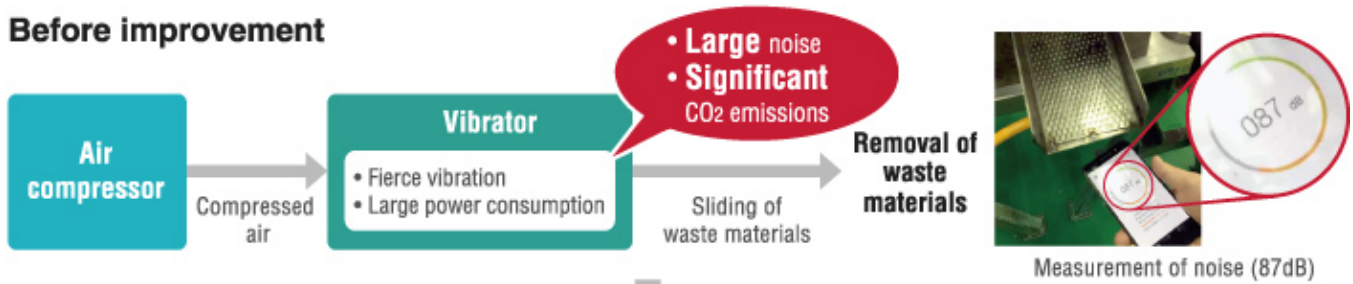 Before improvement
• Large noise
• Significant
CO2 emissions
Air
compressor
Compressed
air
Vibrator
• Fierce vibration
• Large power consumption
Sliding of
waste materials
Removal of
waste
materials
087 dB
087
Measurement of noise (87dB)